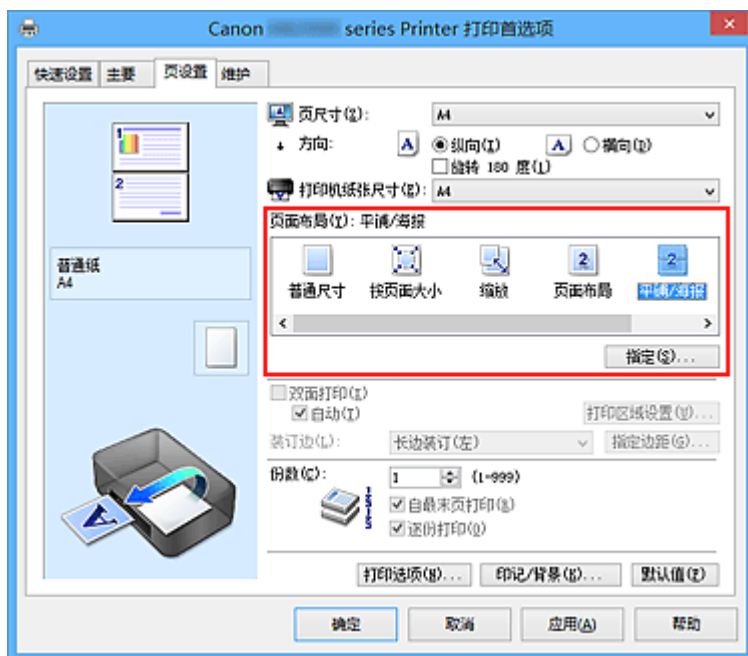 Canon series Printer 打印首选项
快速设置 主要 页设置 维护
页尺寸(Z): A4
方向: A 纵向(I) A 横向(D)
旋转 180 度(L)
打印机纸张尺寸(E): A4
页面布局(Y): 平铺/海报
普通尺寸 按页面大小 缩放 页面布局 平铺/海报
指定(S)...
普通纸
A4
双面打印(X)
自动(T)
打印区域设置(U)...
装订边(L): 长边装订(左) 指定边距(G)...
份数(C): 1 (1-999)
自最末页打印(R)
逐份打印(O)
打印选项(N)... 印记/背景(K)... 默认值(F)
确定 取消 应用(A) 帮助